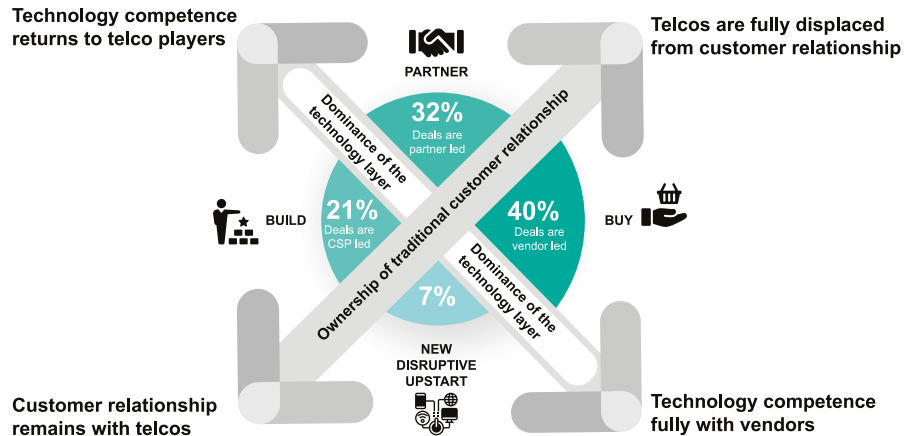 Technology competence
returns to telco players
Telcos are fully displaced
from customer relationship
PARTNER
32%
Deals are
partner led
Dominance of the
technology layer
Ownership of traditional customer relationship
BUILD
21%
Deals are
CSP led
40%
Deals are
vendor led
BUY
7%
Dominance of the
technology layer
NEW
DISRUPTIVE
UPSTART
Customer relationship
remains with telcos
Technology competence
fully with vendors